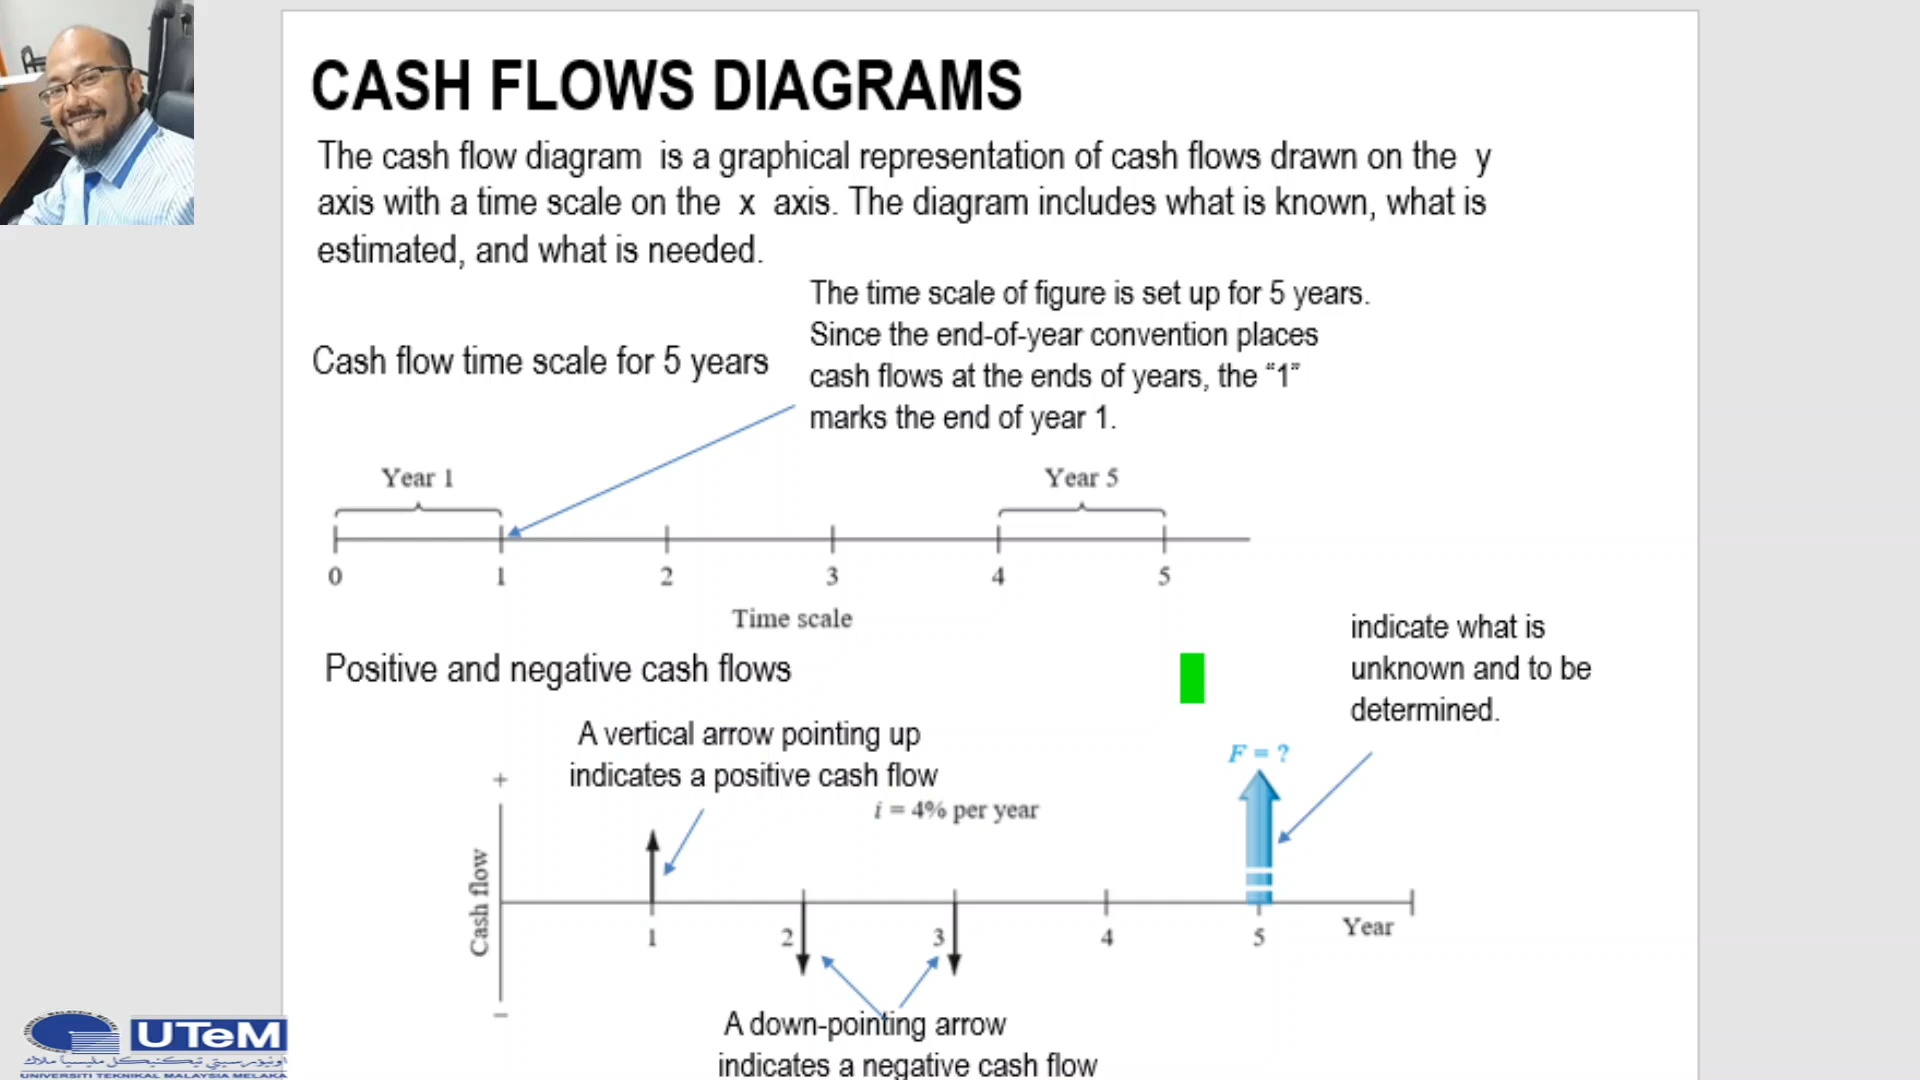 CASH FLOWS DIAGRAMS
The cash flow diagram is a graphical representation of cash flows drawn on the y
axis with a time scale on the x axis. The diagram includes what is known, what is
estimated, and what is needed.
The time scale of figure is set up for 5 years.
Since the end-of-year convention places
cash flows at the ends of years, the “1”
marks the end of year 1.
Cash flow time scale for 5 years
Year 1
Year 5
0 1 2 3 4 5
Time scale
indicate what is
unknown and to be
determined.
Positive and negative cash flows
A vertical arrow pointing up
indicates a positive cash flow
F = ?
+
i = 4% per year
Cash flow
1 2 3 4 5
Year
–
A down-pointing arrow
indicates a negative cash flow
UTeM
اونيۏرسيتي تيكنيكل مليسيا ملاك
UNIVERSITI TEKNIKAL MALAYSIA MELAKA